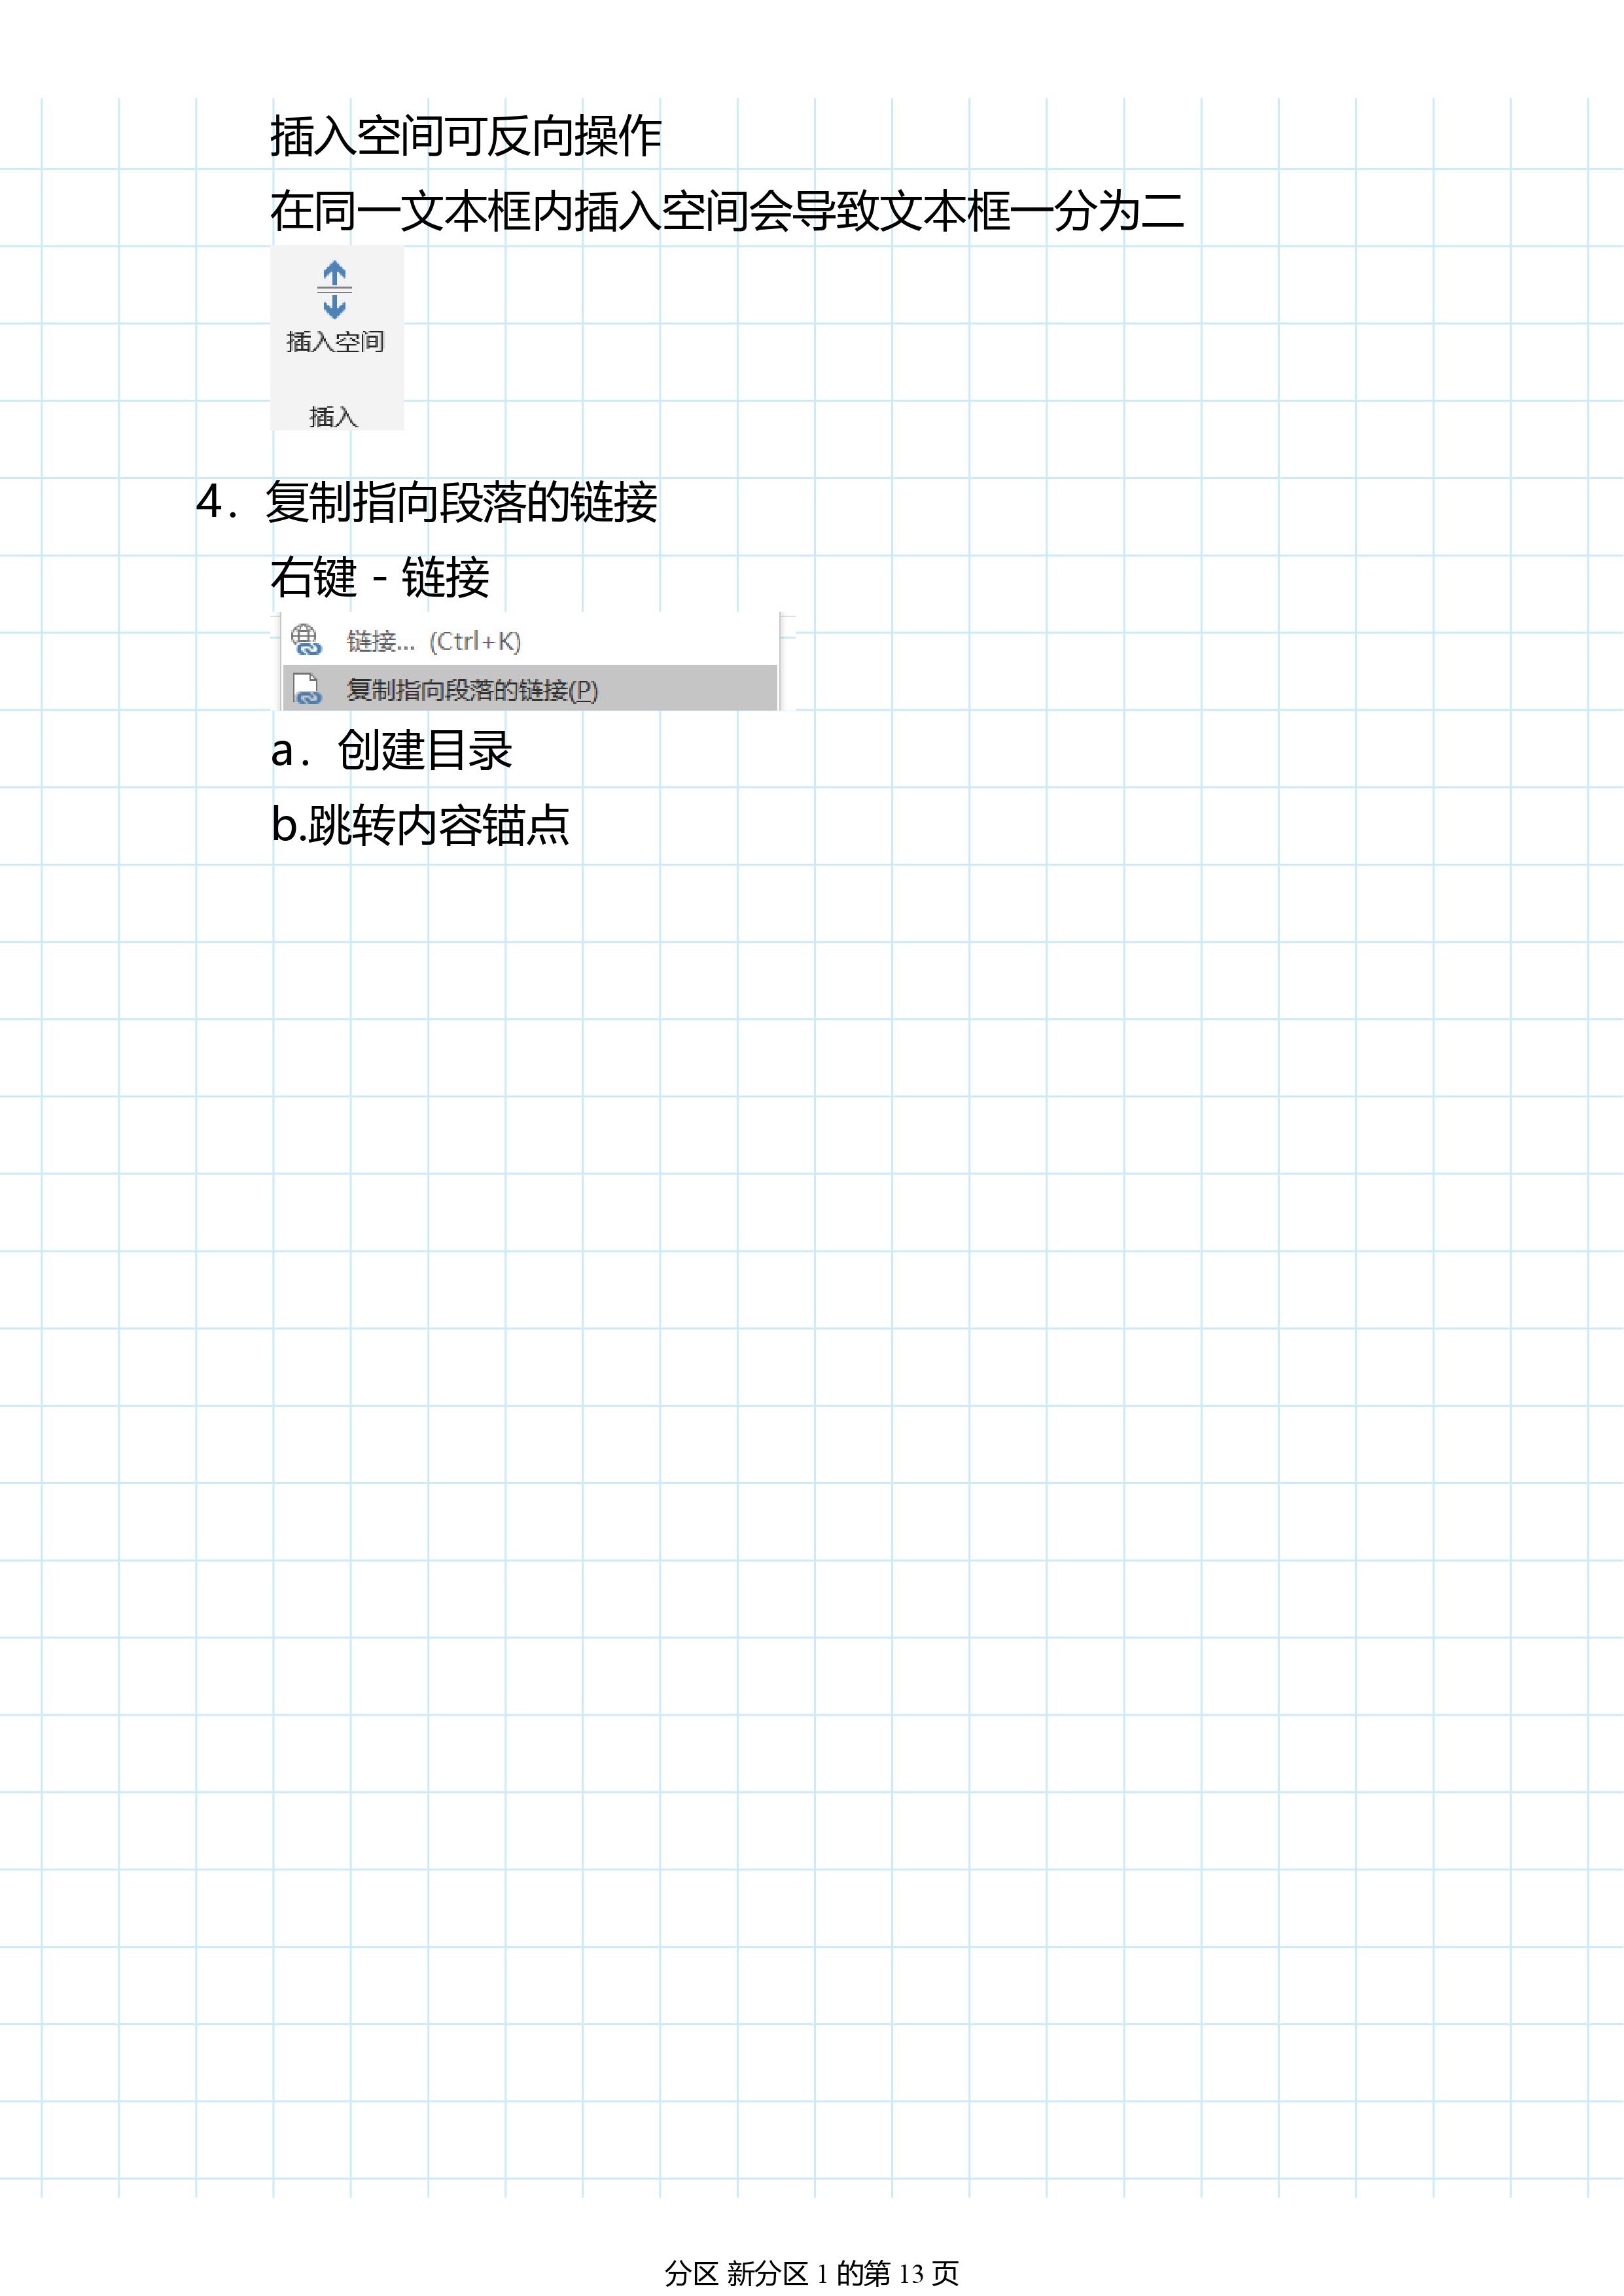 插入空间可反向操作
在同一文本框内插入空间会导致文本框一分为二
插入空间
插入
4. 复制指向段落的链接
右键 - 链接
链接... (Ctrl+K)
复制指向段落的链接(P)
a. 创建目录
b.跳转内容锚点
分区 新分区 1 的第 13 页